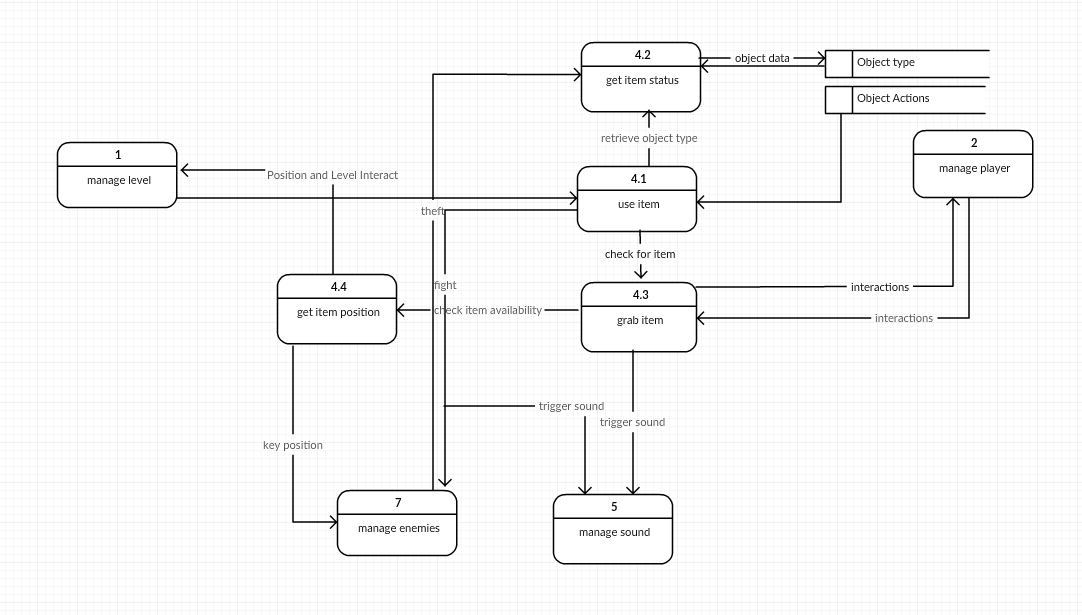 4.2
get item status
object data
Object type
Object Actions
retrieve object type
2
manage player
1
manage level
Position and Level Interact
4.1
use item
theft
check for item
4.4
get item position
fight
4.3
grab item
interactions
check item availability
interactions
trigger sound
trigger sound
key position
7
manage enemies
5
manage sound